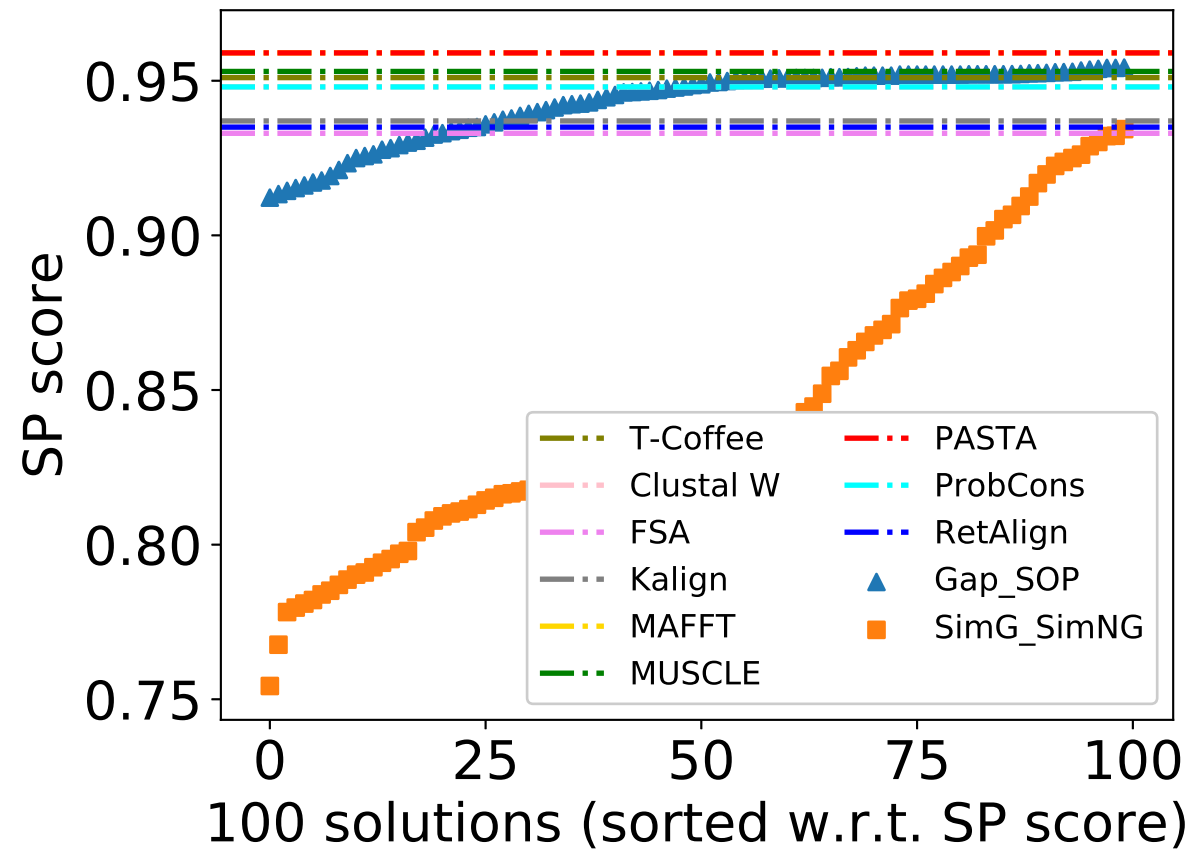 0.95
0.90
0.85
0.80
0.75
SP score
T-Coffee
Clustal W
FSA
Kalign
MAFFT
MUSCLE
PASTA
ProbCons
RetAlign
Gap_SOP
SimG_SimNG
0 25 50 75 100
100 solutions (sorted w.r.t. SP score)